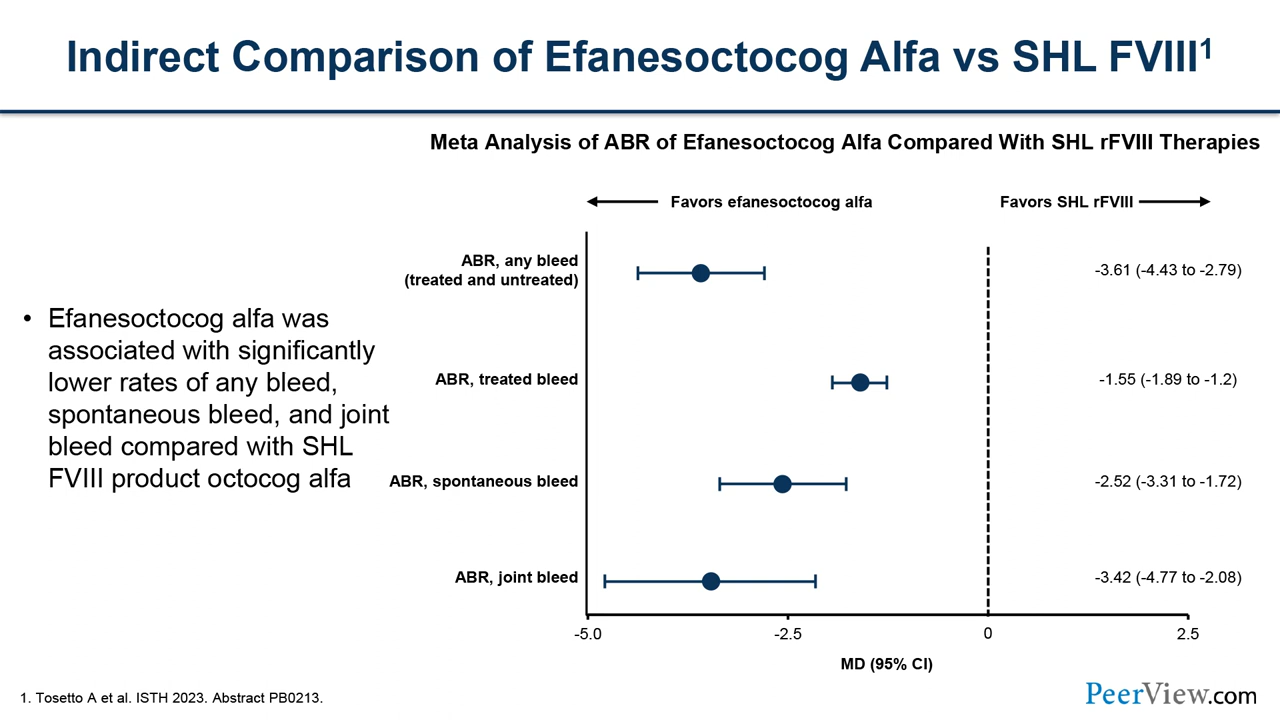 Indirect Comparison of Efanesoctocog Alfa vs SHL FVIII1
Meta Analysis of ABR of Efanesoctocog Alfa Compared With SHL rFVIII Therapies
Favors efanesoctocog alfa
Favors SHL rFVIII
• Efanesoctocog alfa was
associated with significantly
lower rates of any bleed,
spontaneous bleed, and joint
bleed compared with SHL
FVIII product octocog alfa
ABR, any bleed
(treated and untreated)
-3.61 (-4.43 to -2.79)
ABR, treated bleed
-1.55 (-1.89 to -1.2)
ABR, spontaneous bleed
-2.52 (-3.31 to -1.72)
ABR, joint bleed
-3.42 (-4.77 to -2.08)
-5.0
-2.5
0
2.5
MD (95% CI)
1. Tosetto A et al. ISTH 2023. Abstract PB0213.
PeerView.com